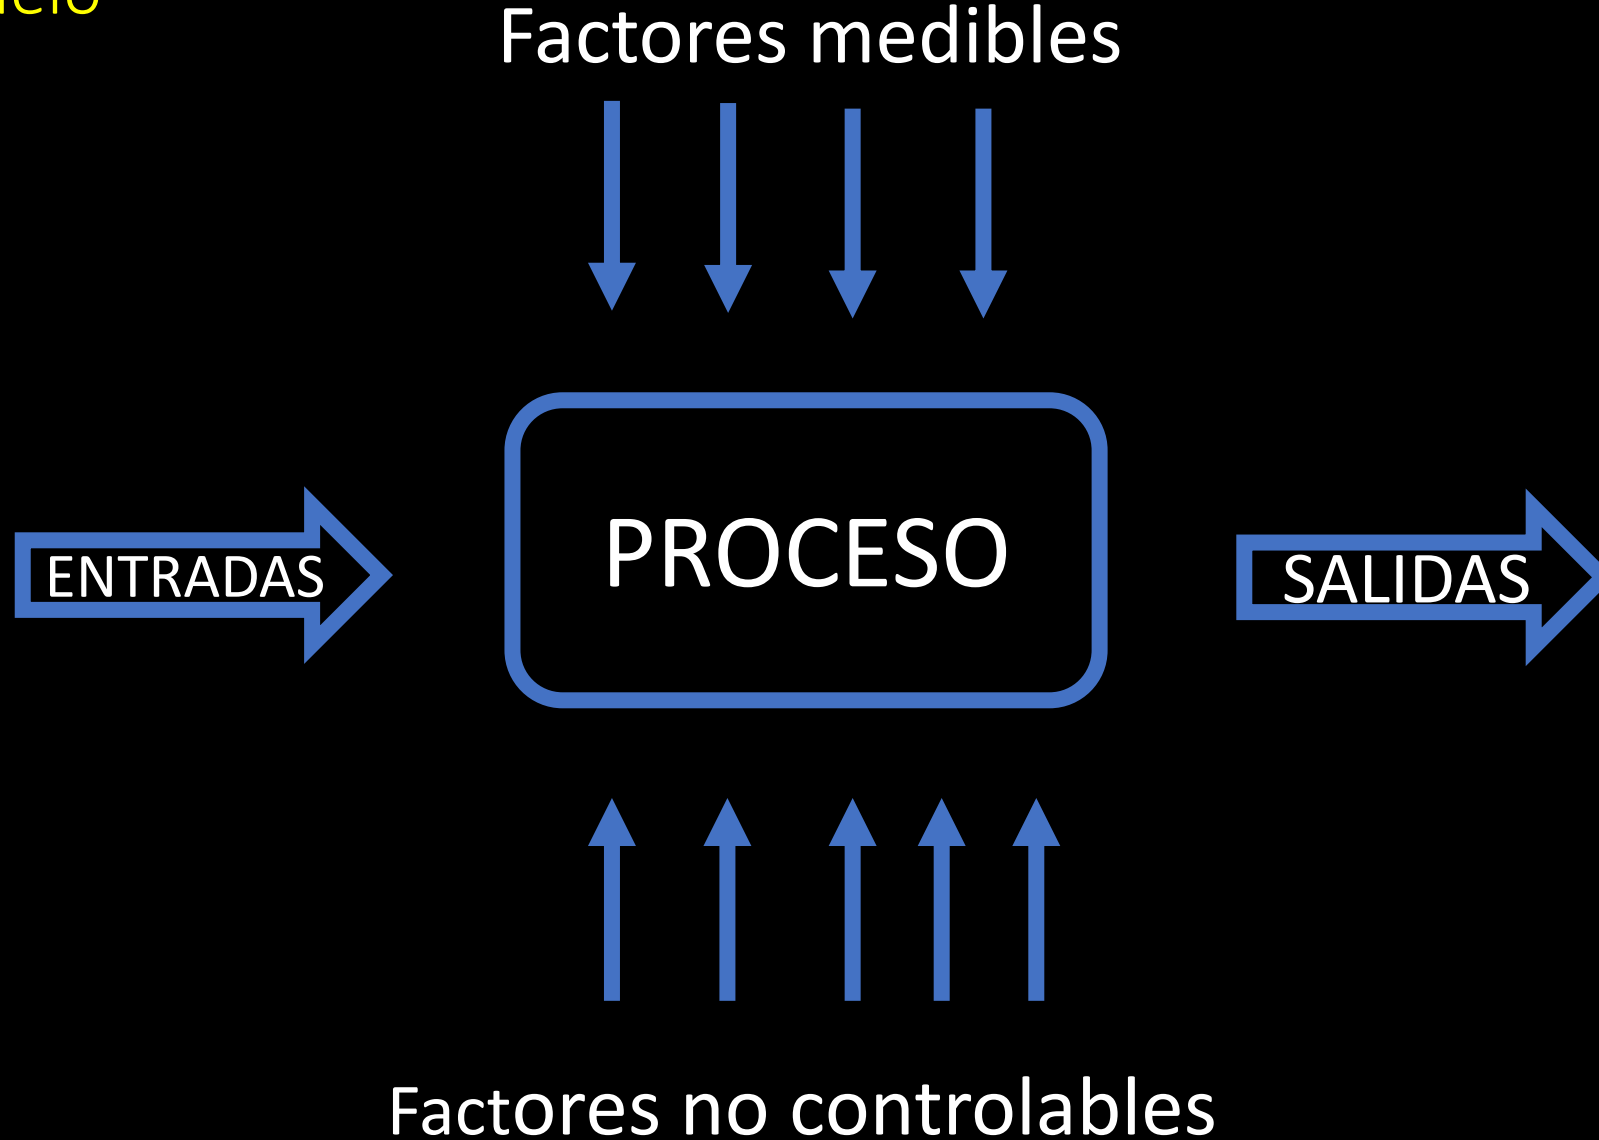 Factores medibles
ENTRADAS
PROCESO
SALIDAS
Factores no controlables